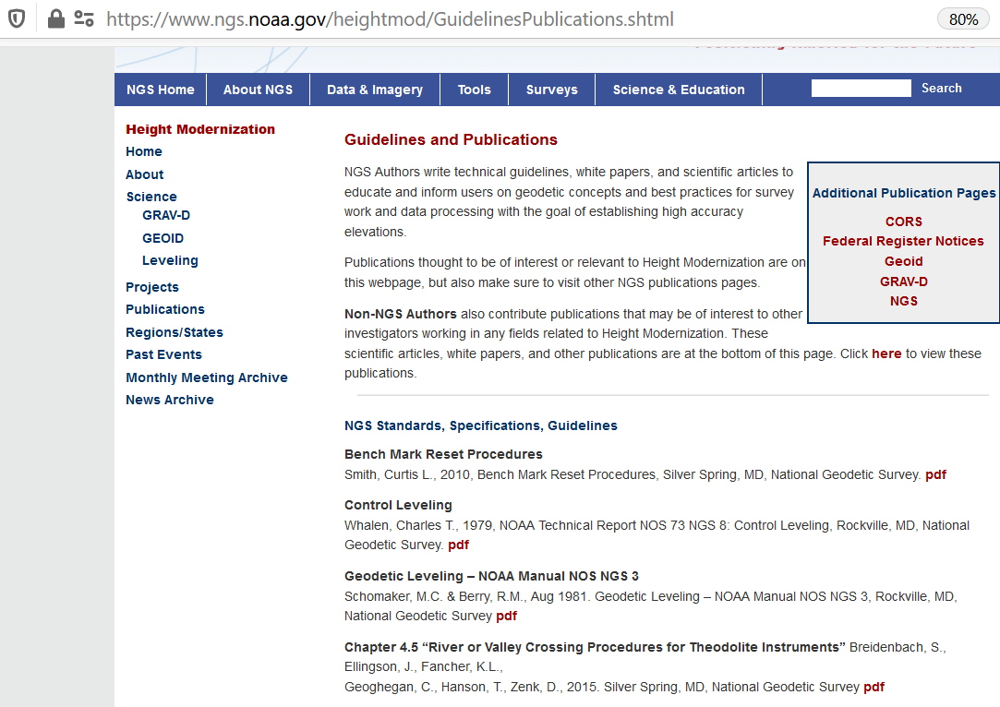 https://www.ngs.noaa.gov/heightmod/GuidelinesPublications.shtml
80%
NGS Home
About NGS
Data & Imagery
Tools
Surveys
Science & Education
Search
Height Modernization
Home
About
Science
GRAV-D
GEOID
Leveling
Projects
Publications
Regions/States
Past Events
Monthly Meeting Archive
News Archive
Guidelines and Publications
NGS Authors write technical guidelines, white papers, and scientific articles to
educate and inform users on geodetic concepts and best practices for survey
work and data processing with the goal of establishing high accuracy
elevations.
Publications thought to be of interest or relevant to Height Modernization are on
this webpage, but also make sure to visit other NGS publications pages.
Non-NGS Authors also contribute publications that may be of interest to other
investigators working in any fields related to Height Modernization. These
scientific articles, white papers, and other publications are at the bottom of this page. Click here to view these
publications.
Additional Publication Pages
CORS
Federal Register Notices
Geoid
GRAV-D
NGS
NGS Standards, Specifications, Guidelines
Bench Mark Reset Procedures
Smith, Curtis L., 2010, Bench Mark Reset Procedures, Silver Spring, MD, National Geodetic Survey. pdf
Control Leveling
Whalen, Charles T., 1979, NOAA Technical Report NOS 73 NGS 8: Control Leveling, Rockville, MD, National
Geodetic Survey. pdf
Geodetic Leveling – NOAA Manual NOS NGS 3
Schomaker, M.C. & Berry, R.M., Aug 1981. Geodetic Leveling – NOAA Manual NOS NGS 3, Rockville, MD,
National Geodetic Survey pdf
Chapter 4.5 “River or Valley Crossing Procedures for Theodolite Instruments” Breidenbach, S.,
Ellingson, J., Fancher, K.L.,
Geoghegan, C., Hanson, T., Zenk, D., 2015. Silver Spring, MD, National Geodetic Survey pdf